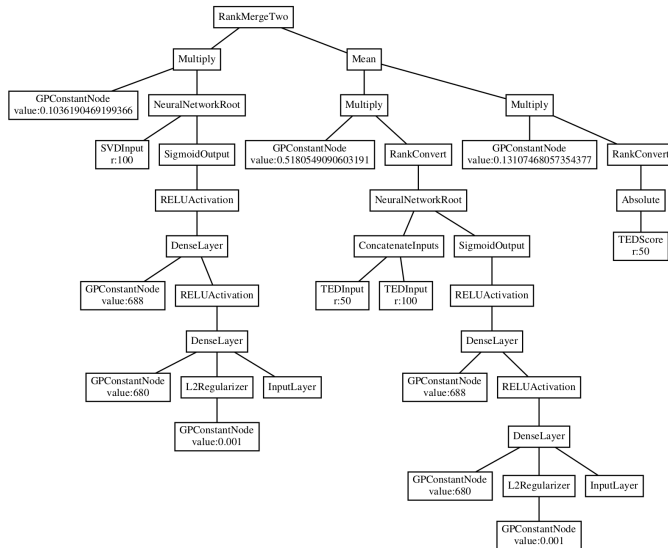 RankMergeTwo
Multiply
Mean
GPConstantNode
value:0.1036190469199366
NeuralNetworkRoot
Multiply
Multiply
SVDInput
r:100
SigmoidOutput
GPConstantNode
value:0.5180549090603191
RankConvert
GPConstantNode
value:0.13107468057354377
RankConvert
RELUActivation
NeuralNetworkRoot
Absolute
DenseLayer
ConcatenateInputs
SigmoidOutput
TEDScore
r:50
GPConstantNode
value:688
RELUActivation
TEDInput
r:50
TEDInput
r:100
RELUActivation
DenseLayer
DenseLayer
GPConstantNode
value:680
L2Regularizer
InputLayer
GPConstantNode
value:688
RELUActivation
GPConstantNode
value:0.001
DenseLayer
GPConstantNode
value:680
L2Regularizer
InputLayer
GPConstantNode
value:0.001